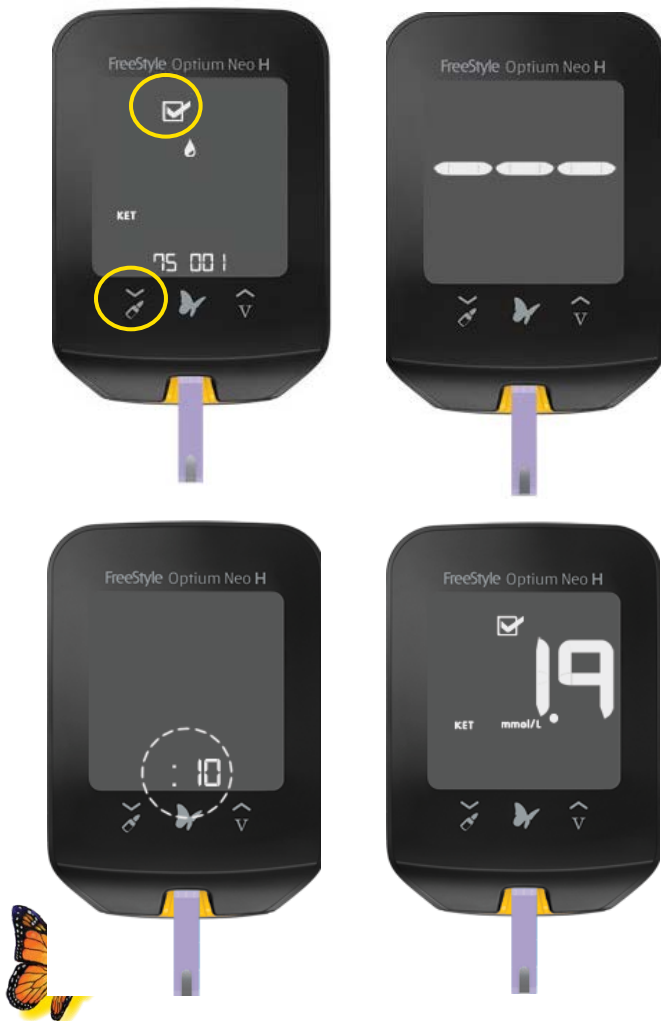 FreeStyle Optium Neo H
KET
75 001
V
FreeStyle Optium Neo H
V
FreeStyle Optium Neo H
: 10
V
FreeStyle Optium Neo H
1.9
KET mmol/L
V